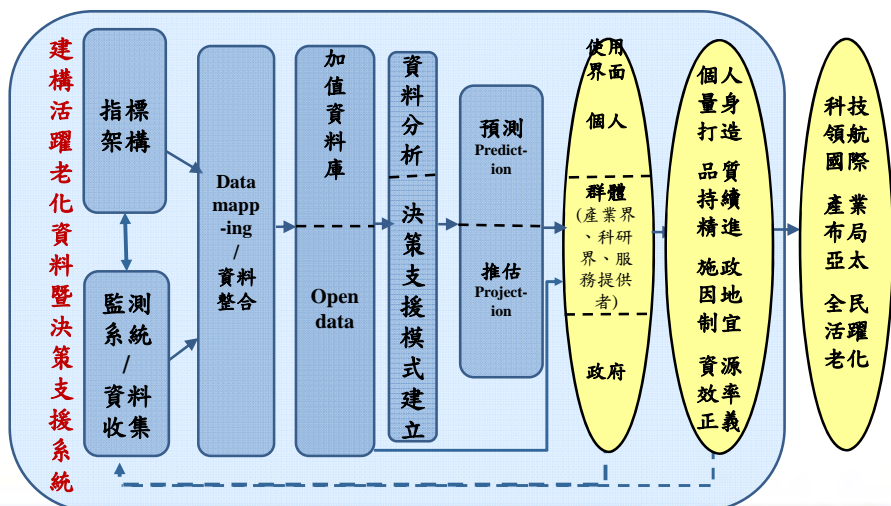 建構活躍老化資料暨決策支援系統
指標
架構
監測
系統
/
資料
收集
Data
mapp
-ing
/
資料
整合
加值資料庫
Open
data
資料分析
決策支援模式建立
預測
Predict-
ion
推估
Project-
ion
使用
界面
個人
群體
(產業界
、科研
界、服
務提供
者)
政府
個人
量身
打造
品質
持續
精進
施政
因地
制宜
資源
效率
正義
科技
領航
國際
產業
布局
亞太
全民
活躍
老化